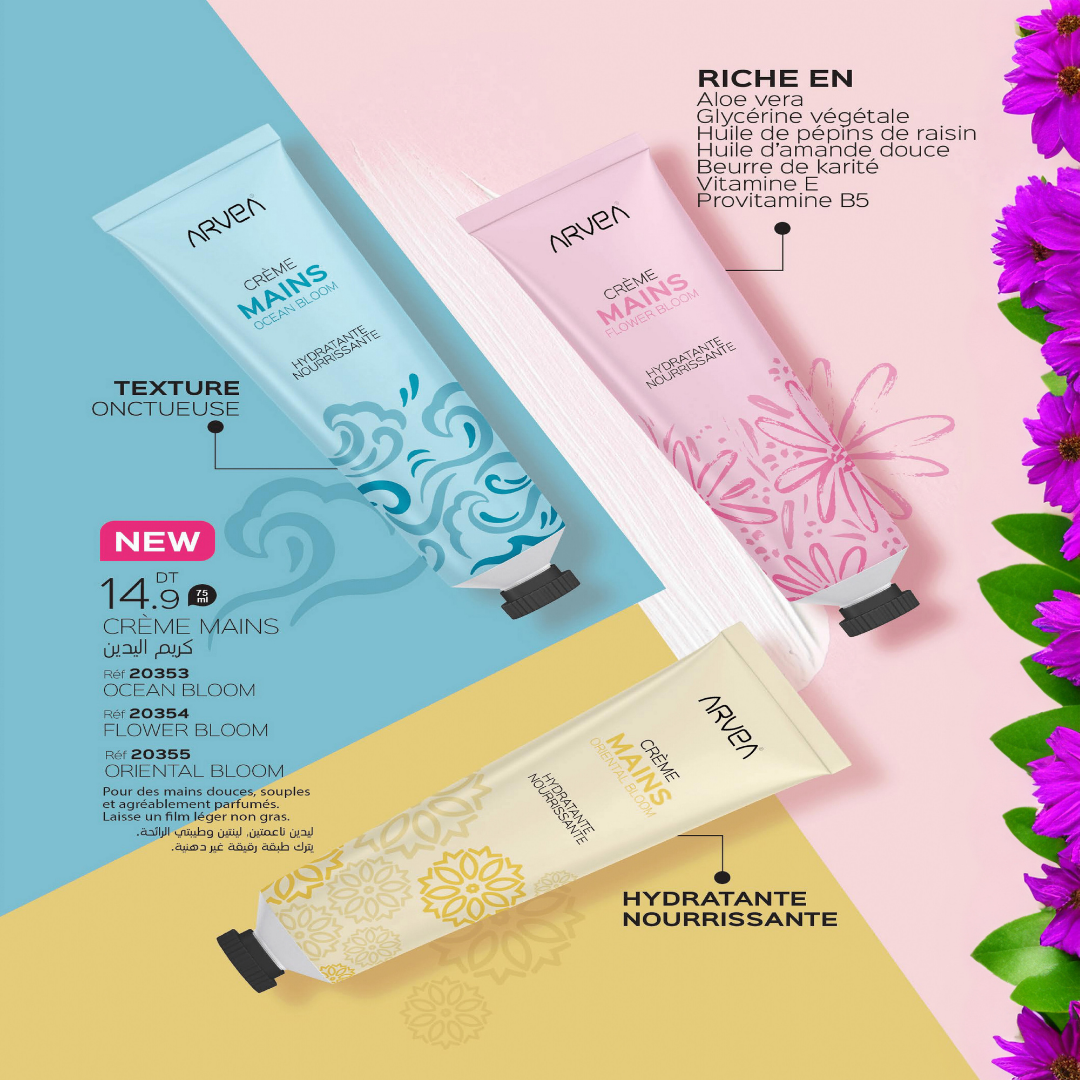 RICHE EN
Aloe vera
Glycérine végétale
Huile de pépins de raisin
Huile d'amande douce
Beurre de karité
Vitamine E
Provitamine B5
ARVEA
CRÈME
MAINS
OCEAN BLOOM
HYDRATANTE
NOURRISSANTE
ARVEA
CRÈME
MAINS
FLOWER BLOOM
HYDRATANTE
NOURRISSANTE
TEXTURE
ONCTUEUSE
NEW
14.9 DT 75 ml
CRÈME MAINS
كريم اليدين
Réf 20353
OCEAN BLOOM
Réf 20354
FLOWER BLOOM
Réf 20355
ORIENTAL BLOOM
Pour des mains douces, souples
et agréablement parfumés.
Laisse un film léger non gras.
ليدين ناعمتين، لينتين وطيبتي الرائحة.
يترك طبقة رقيقة غير دهنية.
ARVEA
CRÈME
MAINS
ORIENTAL BLOOM
HYDRATANTE
NOURRISSANTE
HYDRATANTE
NOURRISSANTE